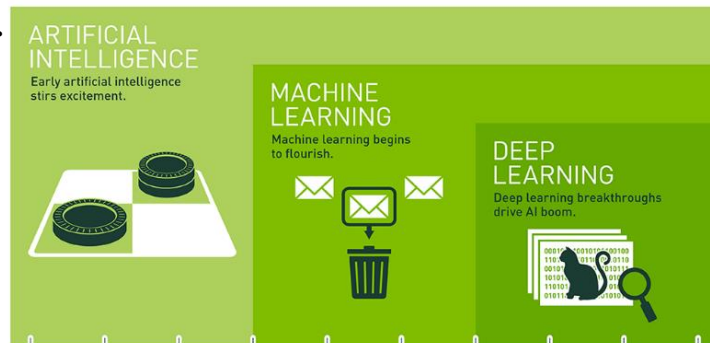 ARTIFICIAL
INTELLIGENCE
Early artificial intelligence
stirs excitement.
MACHINE
LEARNING
Machine learning begins
to flourish.
DEEP
LEARNING
Deep learning breakthroughs
drive AI boom.